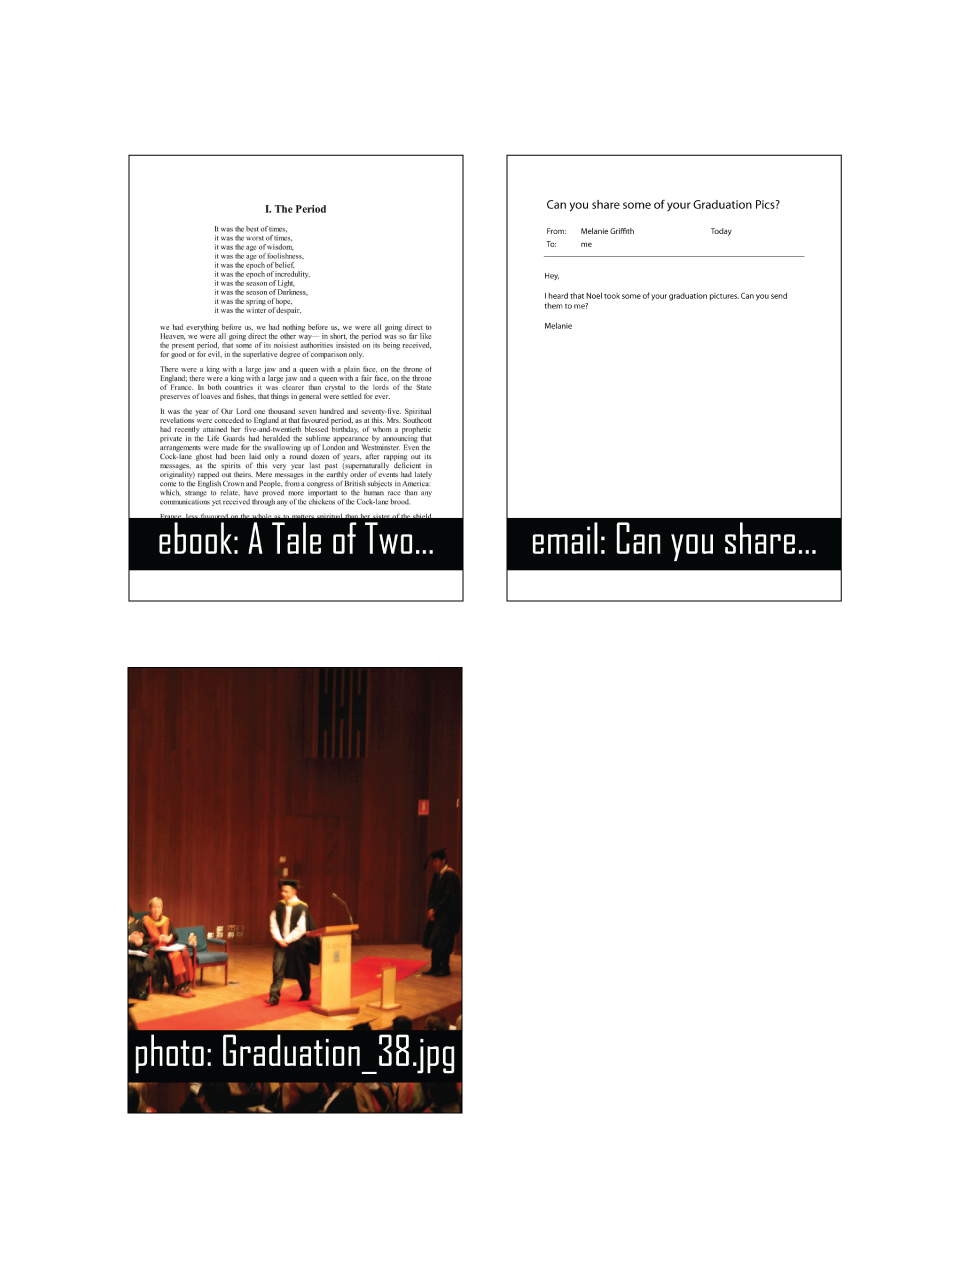 I. The Period
It was the best of times,
it was the worst of times,
it was the age of wisdom,
it was the age of foolishness,
it was the epoch of belief,
it was the epoch of incredulity,
it was the season of Light,
it was the season of Darkness,
it was the spring of hope,
it was the winter of despair,
we had everything before us, we had nothing before us, we were all going direct to
Heaven, we were all going direct the other way— in short, the period was so far like
the present period, that some of its noisiest authorities insisted on its being received,
for good or for evil, in the superlative degree of comparison only.
There were a king with a large jaw and a queen with a plain face, on the throne of
England; there were a king with a large jaw and a queen with a fair face, on the throne
of France. In both countries it was clearer than crystal to the lords of the State
preserves of loaves and fishes, that things in general were settled for ever.
It was the year of Our Lord one thousand seven hundred and seventy-five. Spiritual
revelations were conceded to England at that favoured period, as at this. Mrs. Southcott
had recently attained her five-and-twentieth blessed birthday, of whom a prophetic
private in the Life Guards had heralded the sublime appearance by announcing that
arrangements were made for the swallowing up of London and Westminster. Even the
Cock-lane ghost had been laid only a round dozen of years, after rapping out its
messages, as the spirits of this very year last past (supernaturally deficient in
originality) rapped out theirs. Mere messages in the earthly order of events had lately
come to the English Crown and People, from a congress of British subjects in America:
which, strange to relate, have proved more important to the human race than any
communications yet received through any of the chickens of the Cock-lane brood.
France, less favoured on the whole as to matters spiritual than her sister of the shield
ebook: A Tale of Two...
Can you share some of your Graduation Pics?
From: Melanie Griffith Today
To: me
Hey,
I heard that Noel took some of your graduation pictures. Can you send
them to me?
Melanie
email: Can you share...
photo: Graduation_38.jpg